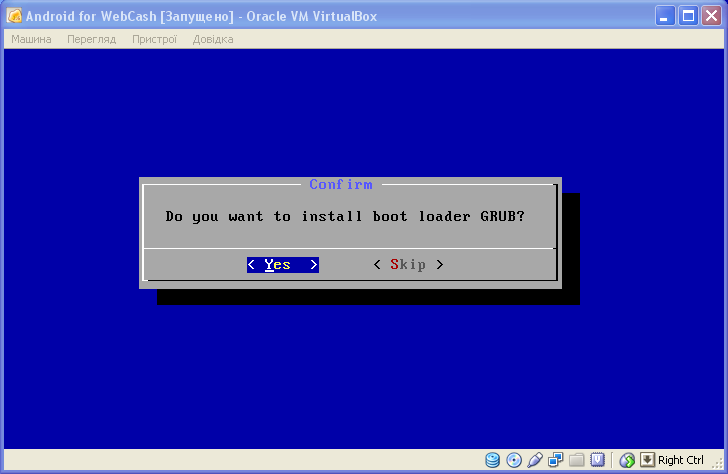 Android for WebCash [Запущено] - Oracle VM VirtualBox
Машина Перегляд Пристрої Довідка
Confirm
Do you want to install boot loader GRUB?
< Yes > < Skip >
Right Ctrl